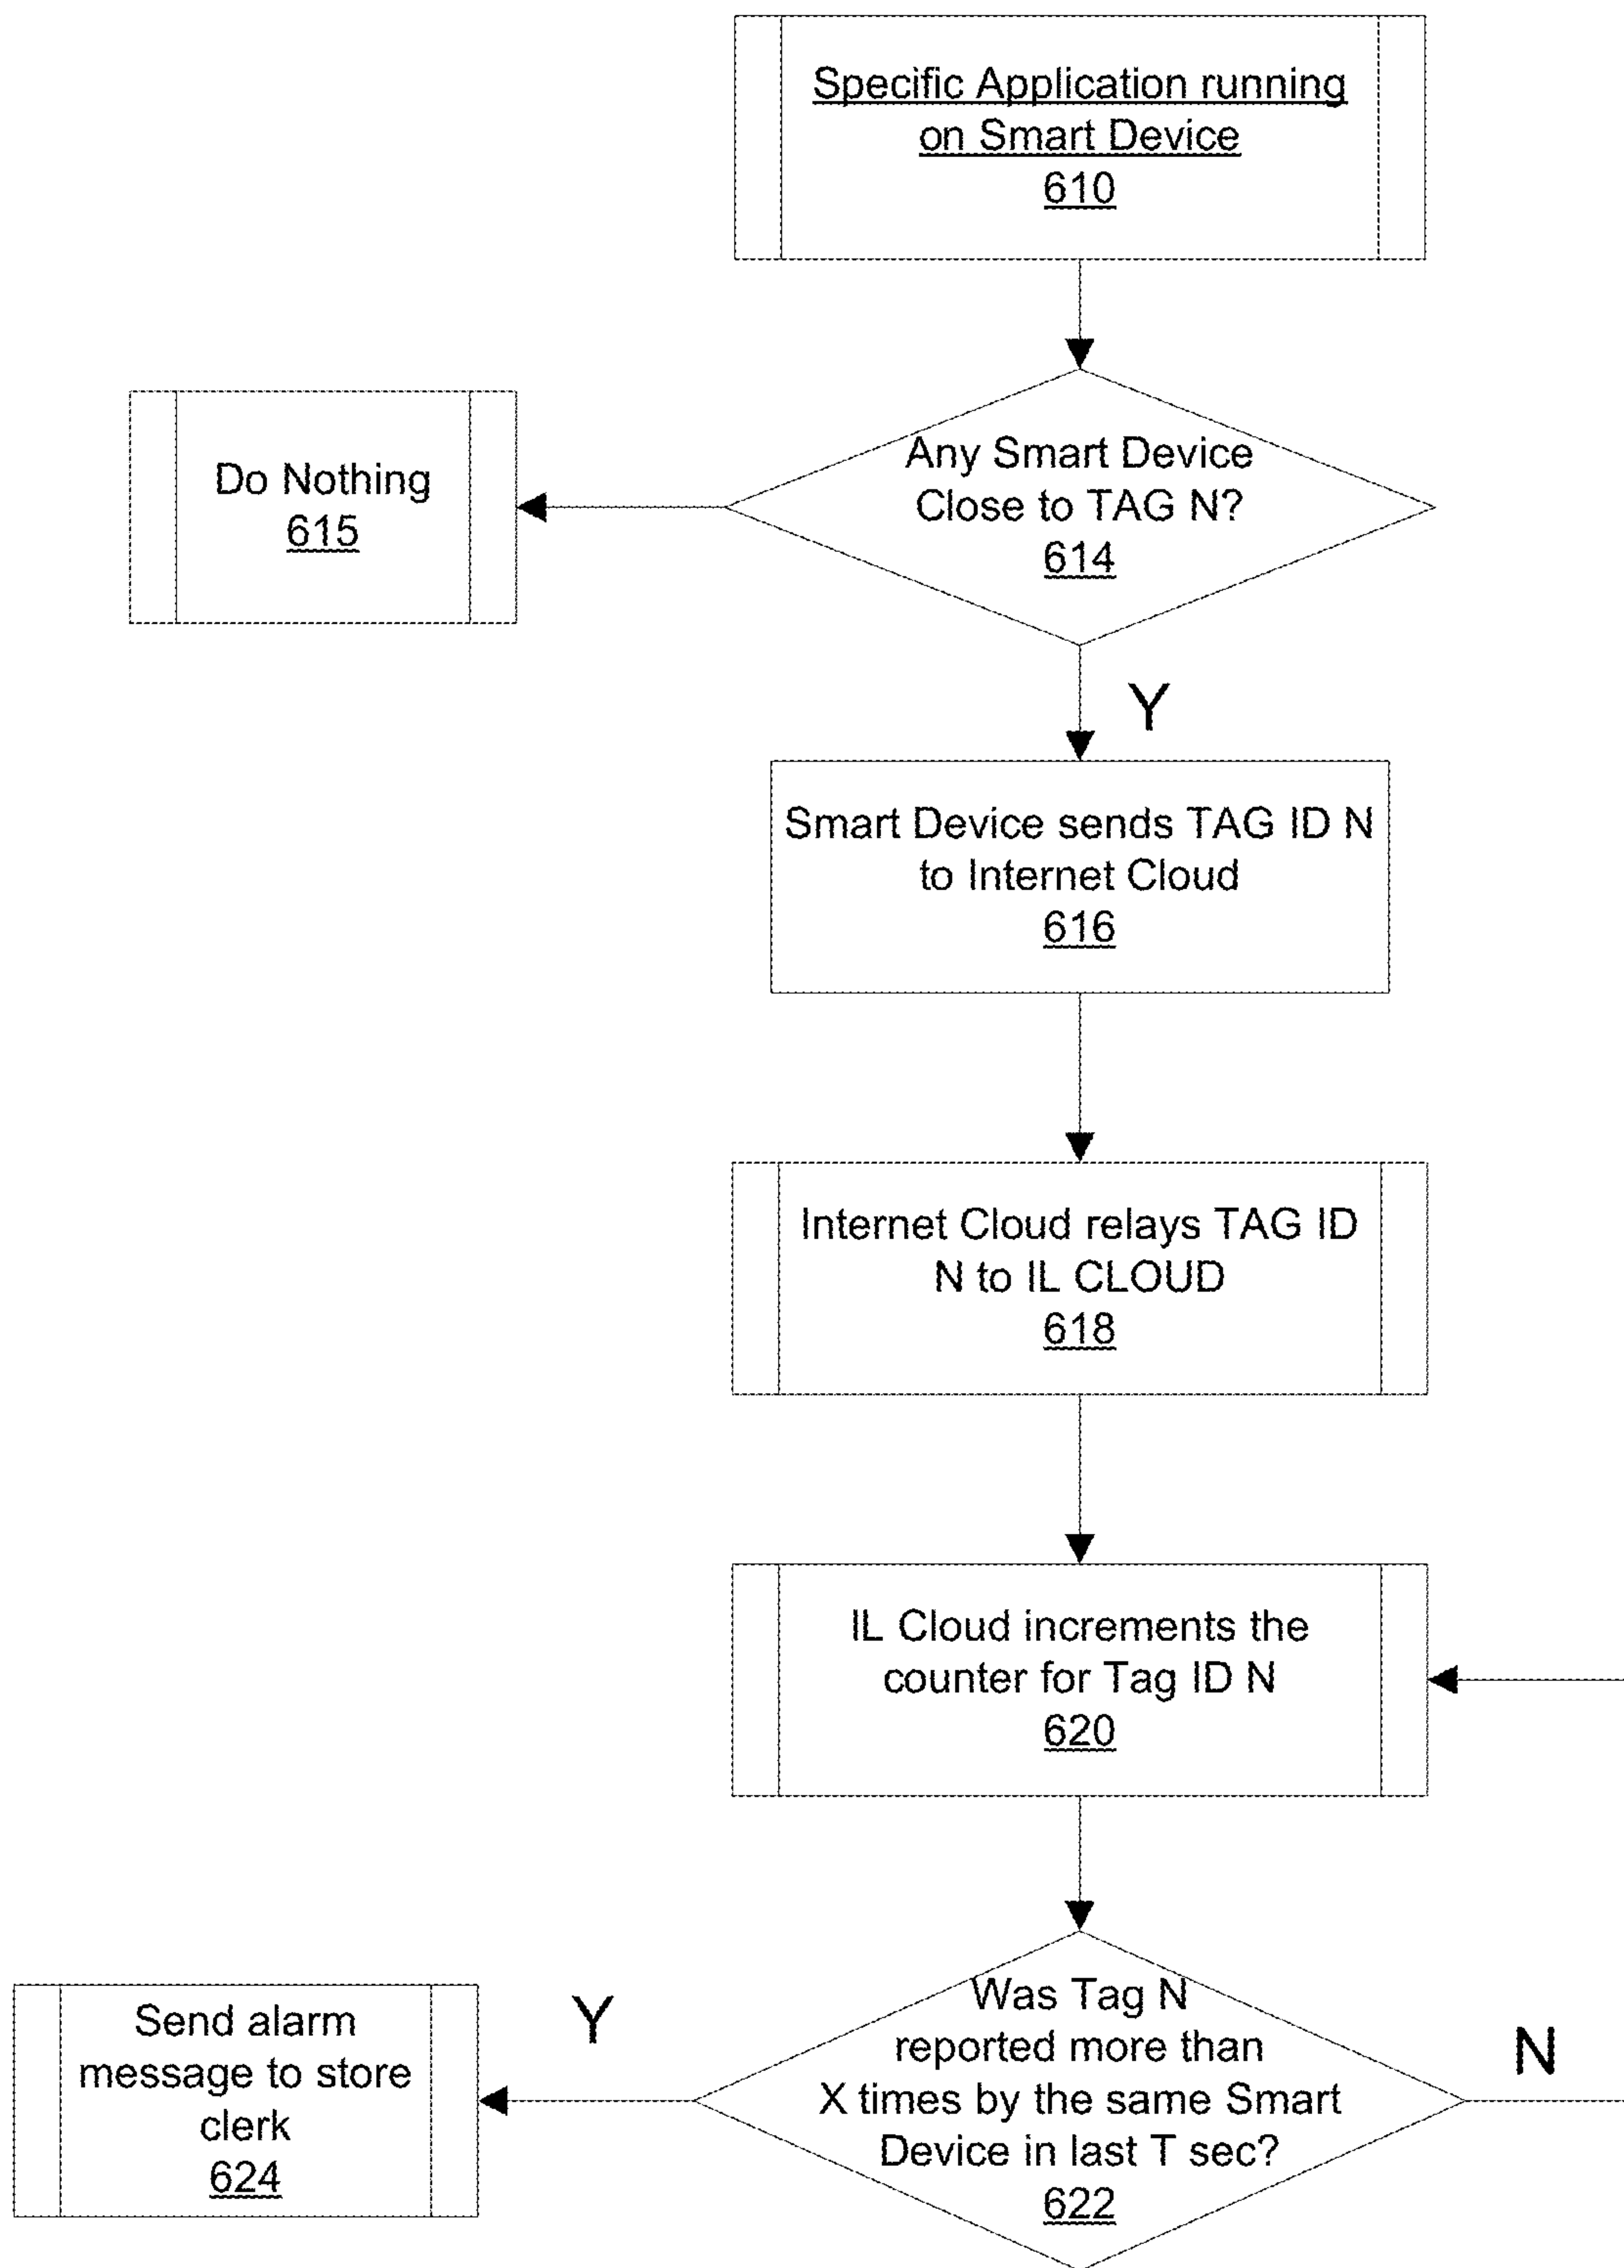 Specific Application running
on Smart Device
610
Any Smart Device
Close to TAG N?
614
Do Nothing
615
Y
Smart Device sends TAG ID N
to Internet Cloud
616
Internet Cloud relays TAG ID
N to IL CLOUD
618
IL Cloud increments the
counter for Tag ID N
620
Was Tag N
reported more than
X times by the same Smart
Device in last T sec?
622
Y
N
Send alarm
message to store
clerk
624